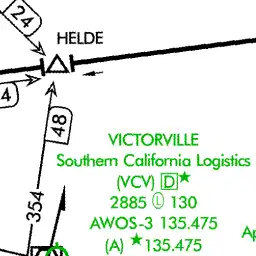 24
HELDE
4
48
354
VICTORVILLE
Southern California Logistics
(VCV) D★
2885 Ⓛ 130
AWOS-3 135.475
(A) ★135.475